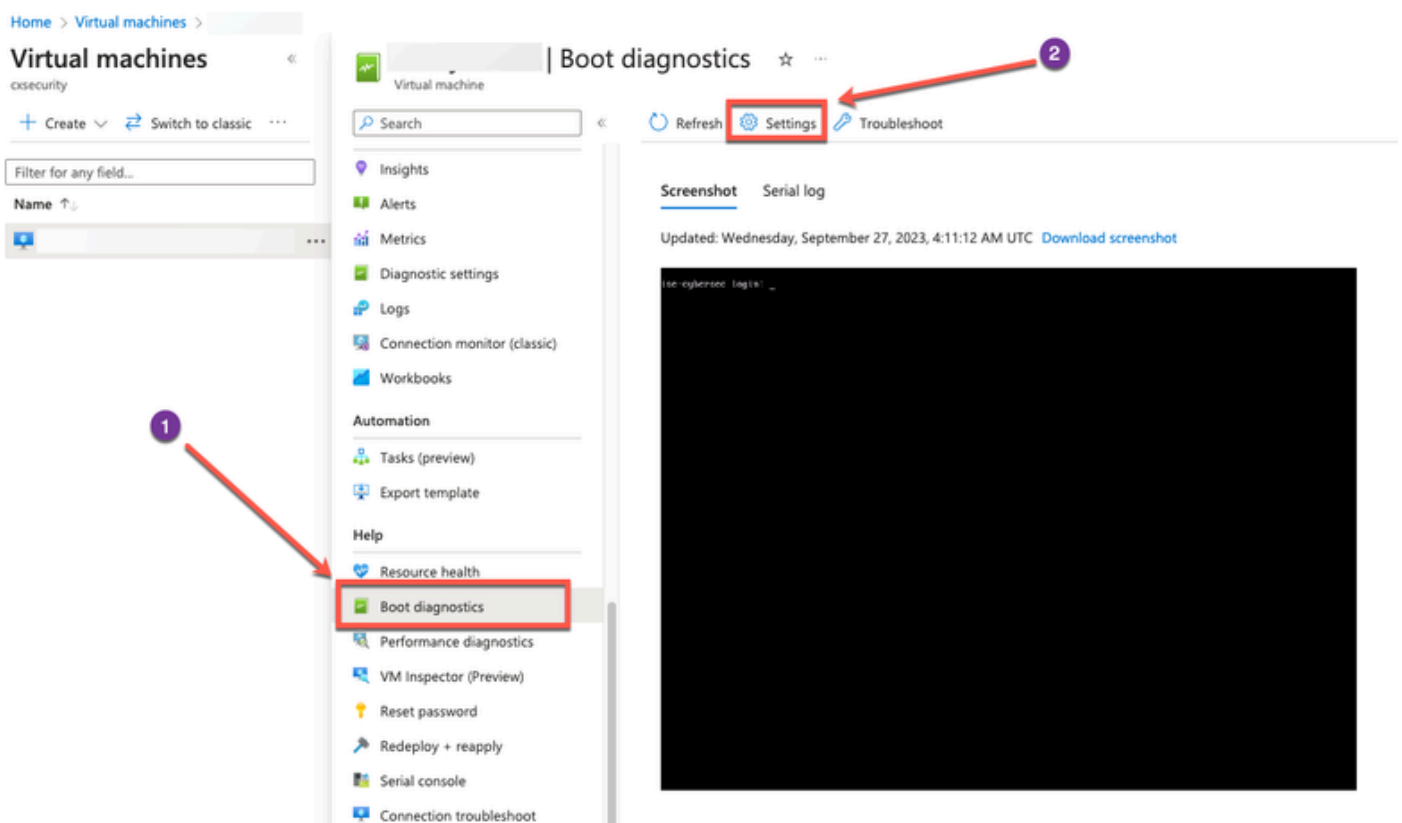 Home > Virtual machines >
Virtual machines «
cxsecurity
+ Create Switch to classic ...
Filter for any field...
Name ↑↓
...
| Boot diagnostics ☆ ...
Virtual machine
Search «
Insights
Alerts
Metrics
Diagnostic settings
Logs
Connection monitor (classic)
Workbooks
Automation
Tasks (preview)
Export template
Help
Resource health
Boot diagnostics
Performance diagnostics
VM Inspector (Preview)
Reset password
Redeploy + reapply
Serial console
Connection troubleshoot
1
2
Refresh Settings Troubleshoot
Screenshot Serial log
Updated: Wednesday, September 27, 2023, 4:11:12 AM UTC Download screenshot
ise-cybersec login: _